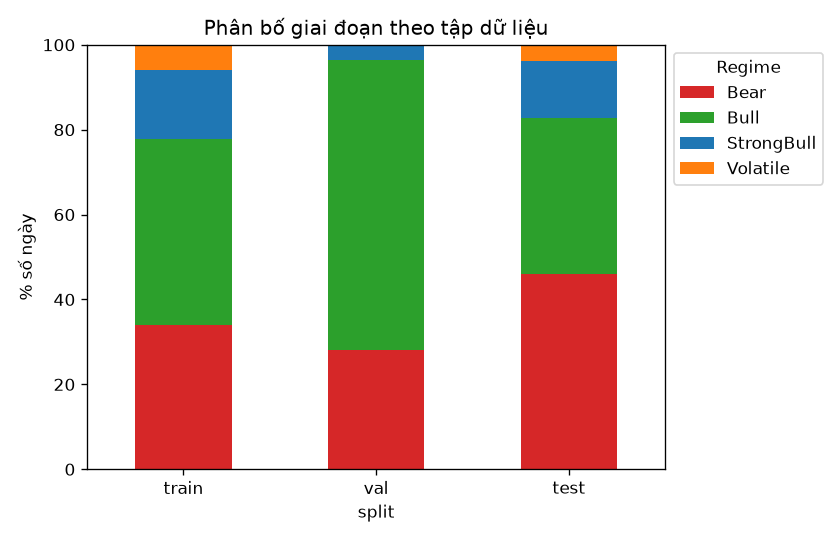 Phân bố giai đoạn theo tập dữ liệu
100
80
60
40
20
0
% số ngày
train
val
test
split
Regime
Bear
Bull
StrongBull
Volatile